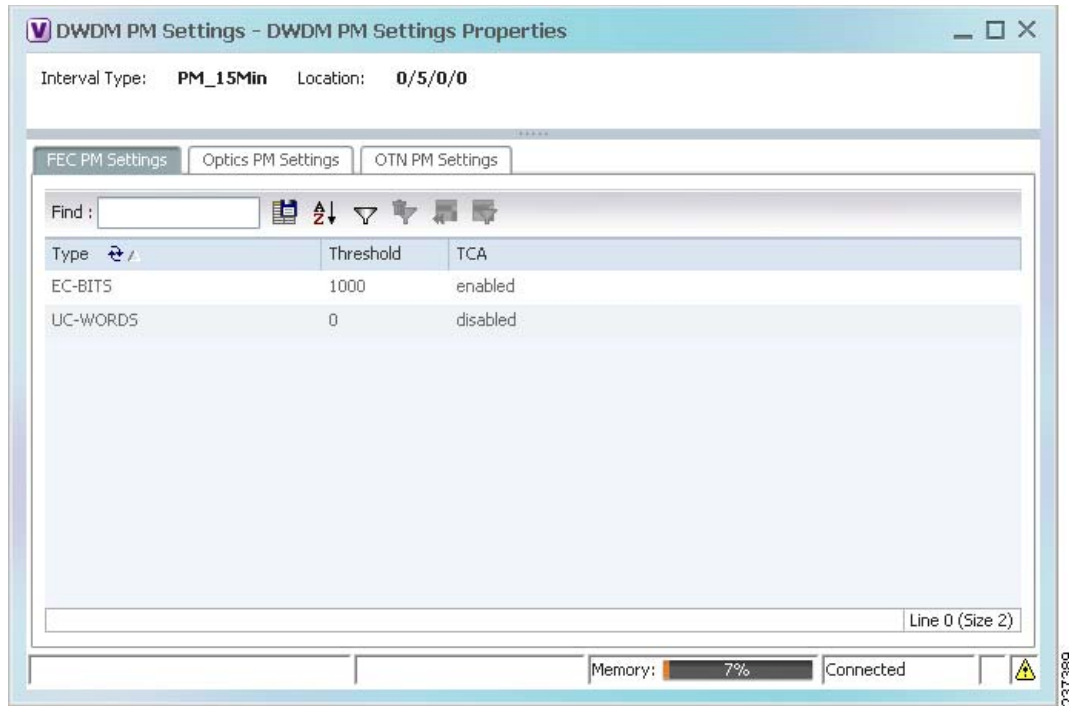 V DWDM PM Settings - DWDM PM Settings Properties
Interval Type: PM_15Min Location: 0/5/0/0
FEC PM Settings Optics PM Settings OTN PM Settings
Find :
Type Threshold TCA
EC-BITS 1000 enabled
UC-WORDS 0 disabled
Line 0 (Size 2)
Memory: 7% Connected
237389